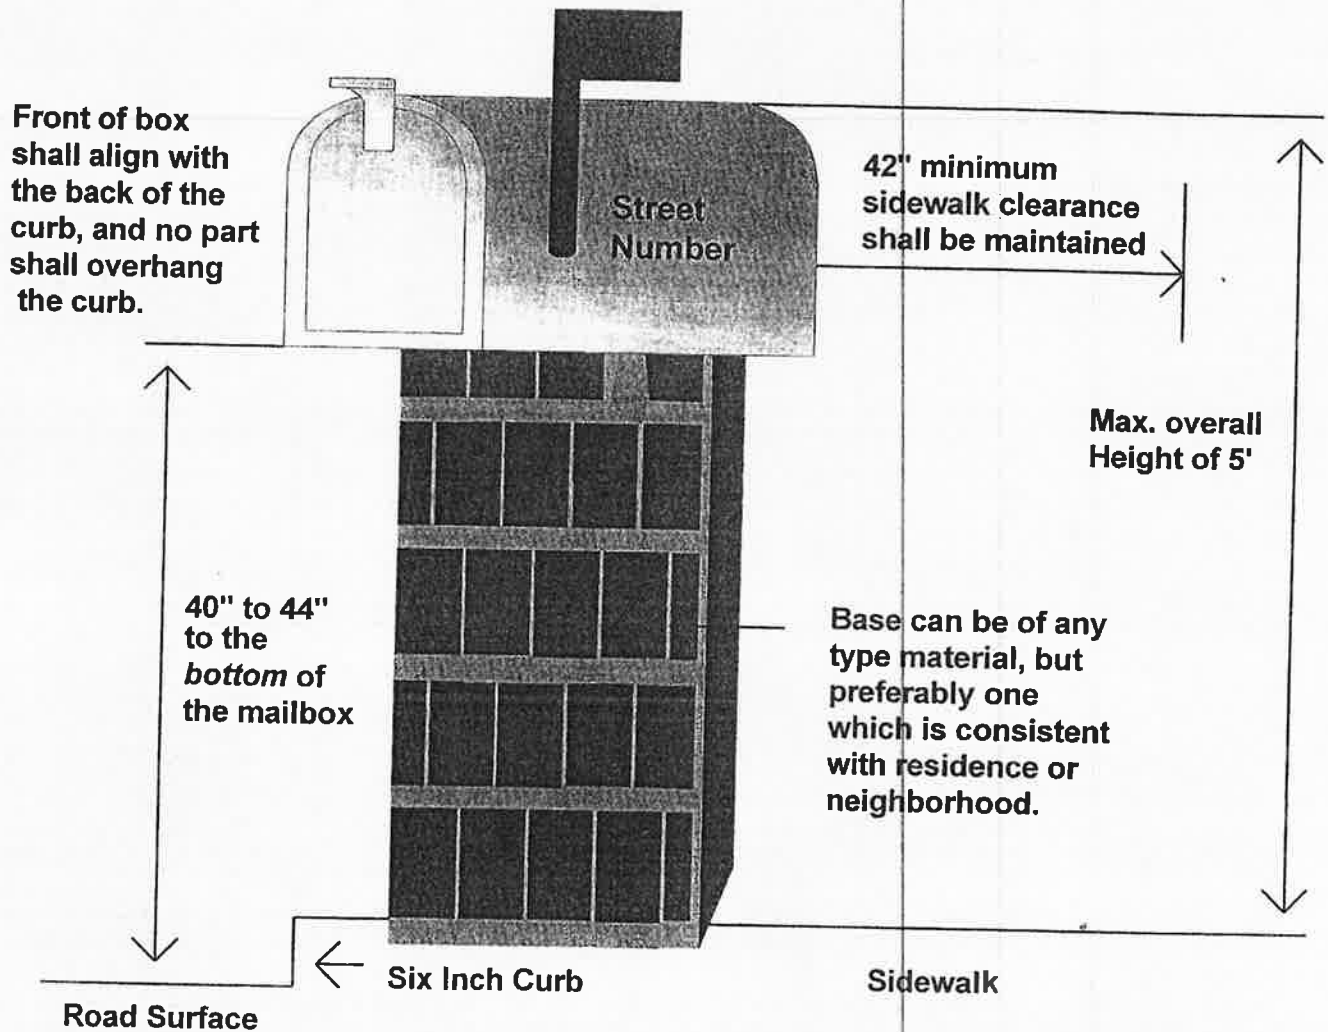 Front of box
shall align with
the back of the
curb, and no part
shall overhang
the curb.
Street
Number
42" minimum
sidewalk clearance
shall be maintained
Max. overall
Height of 5'
40" to 44"
to the
bottom of
the mailbox
Base can be of any
type material, but
preferably one
which is consistent
with residence or
neighborhood.
Six Inch Curb
Sidewalk
Road Surface